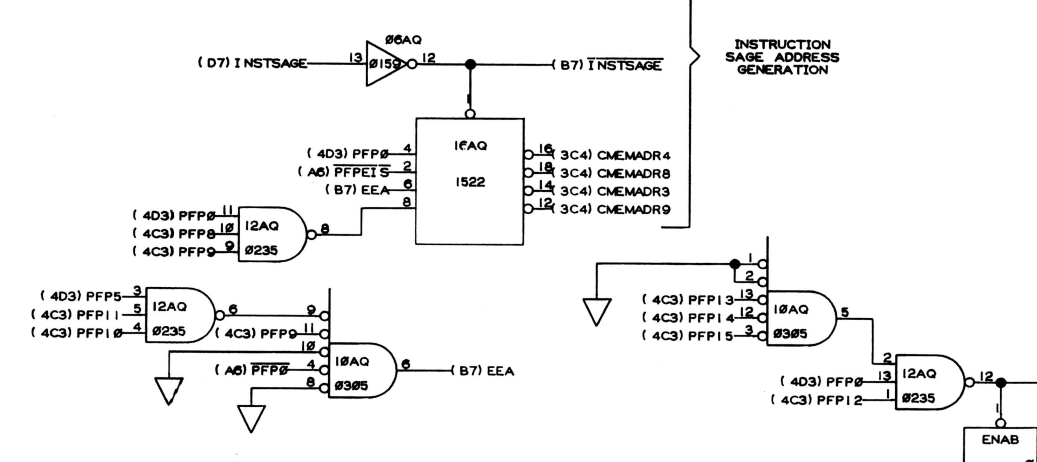 INSTRUCTION
SAGE ADDRESS
GENERATION
Ø6AQ
(D7) INSTSAGE 13 Ø159 12 (B7) INSTSAGE
1
16AQ
1522
(4D3) PFPØ 4
(A6) PFPEIS 2
(B7) EEA 6
8
16 (3C4) CMEMADR4
18 (3C4) CMEMADR8
14 (3C4) CMEMADR3
12 (3C4) CMEMADR9
(4D3) PFPØ 11
(4C3) PFP8 1Ø
(4C3) PFP9 9
12AQ
Ø235
8
(4D3) PFP5 3
(4C3) PFP11 5
(4C3) PFP1Ø 4
12AQ
Ø235
6
9
(4C3) PFP9 11
1Ø
(A6) PFPØ 4
8
1ØAQ
Ø305
6 (B7) EEA
1
2
(4C3) PFP13 13
(4C3) PFP14 12
(4C3) PFP15 3
1ØAQ
Ø305
5
2
(4D3) PFPØ 13
(4C3) PFP12 1
12AQ
Ø235
12
1
ENAB